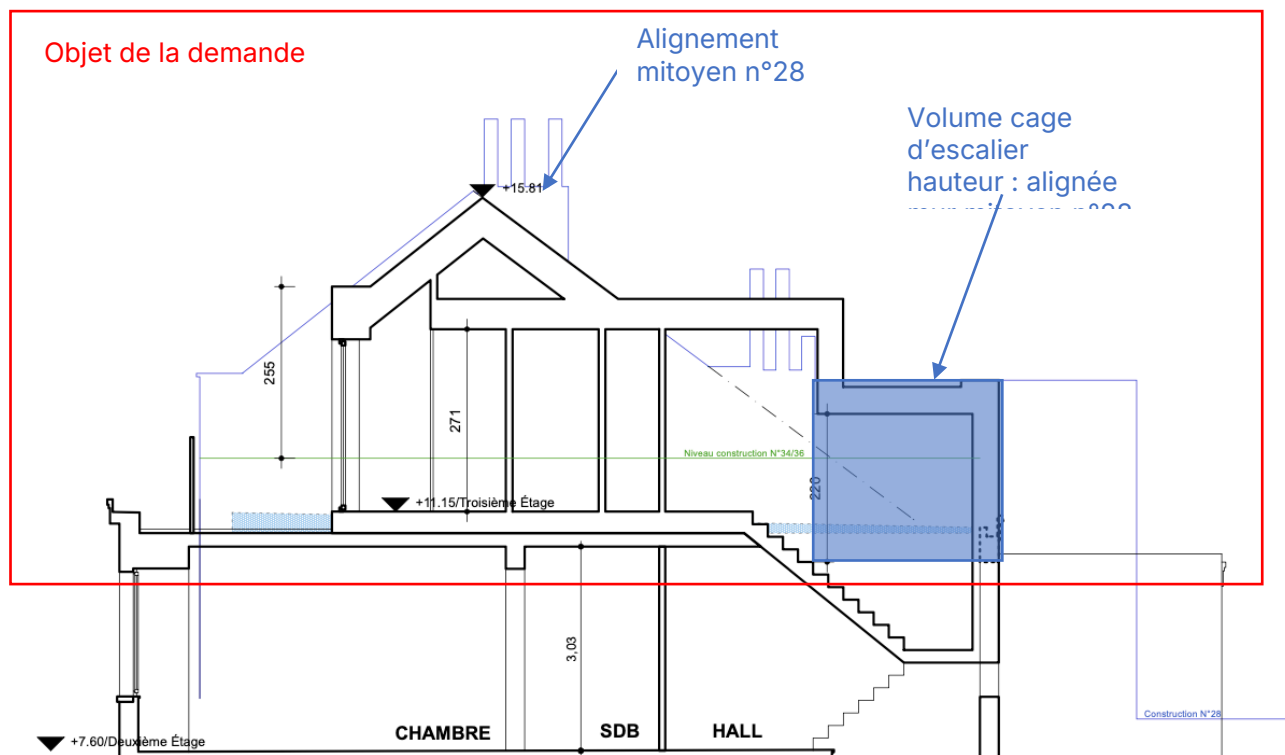 Objet de la demande
Alignement
mitoyen n°28
Volume cage
d'escalier
hauteur : alignée
+15.81
255
271
Niveau construction N°34/36
220
+11.15/Troisième Étage
3,03
CHAMBRE
SDB
HALL
Construction N°28
+7.60/Deuxième Étage